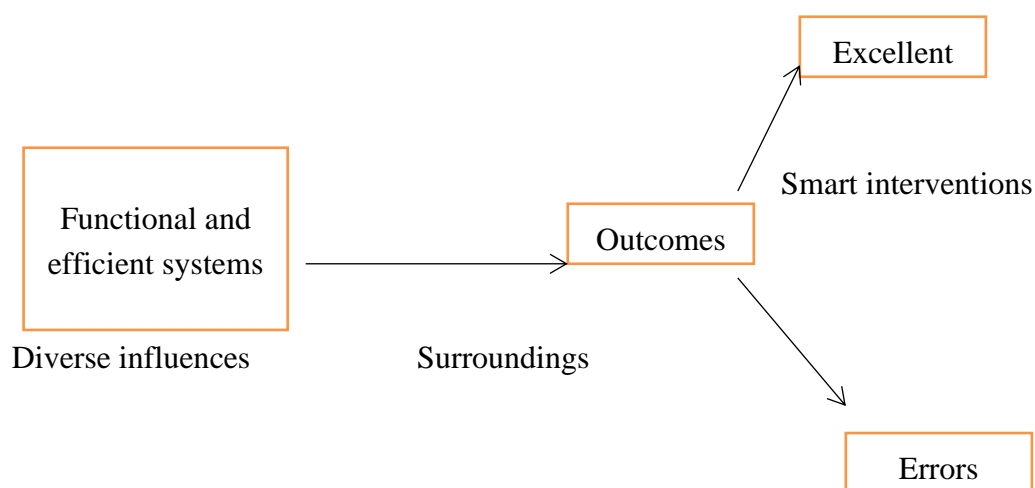 Excellent
Smart interventions
Functional and
efficient systems
Outcomes
Diverse influences
Surroundings
Errors